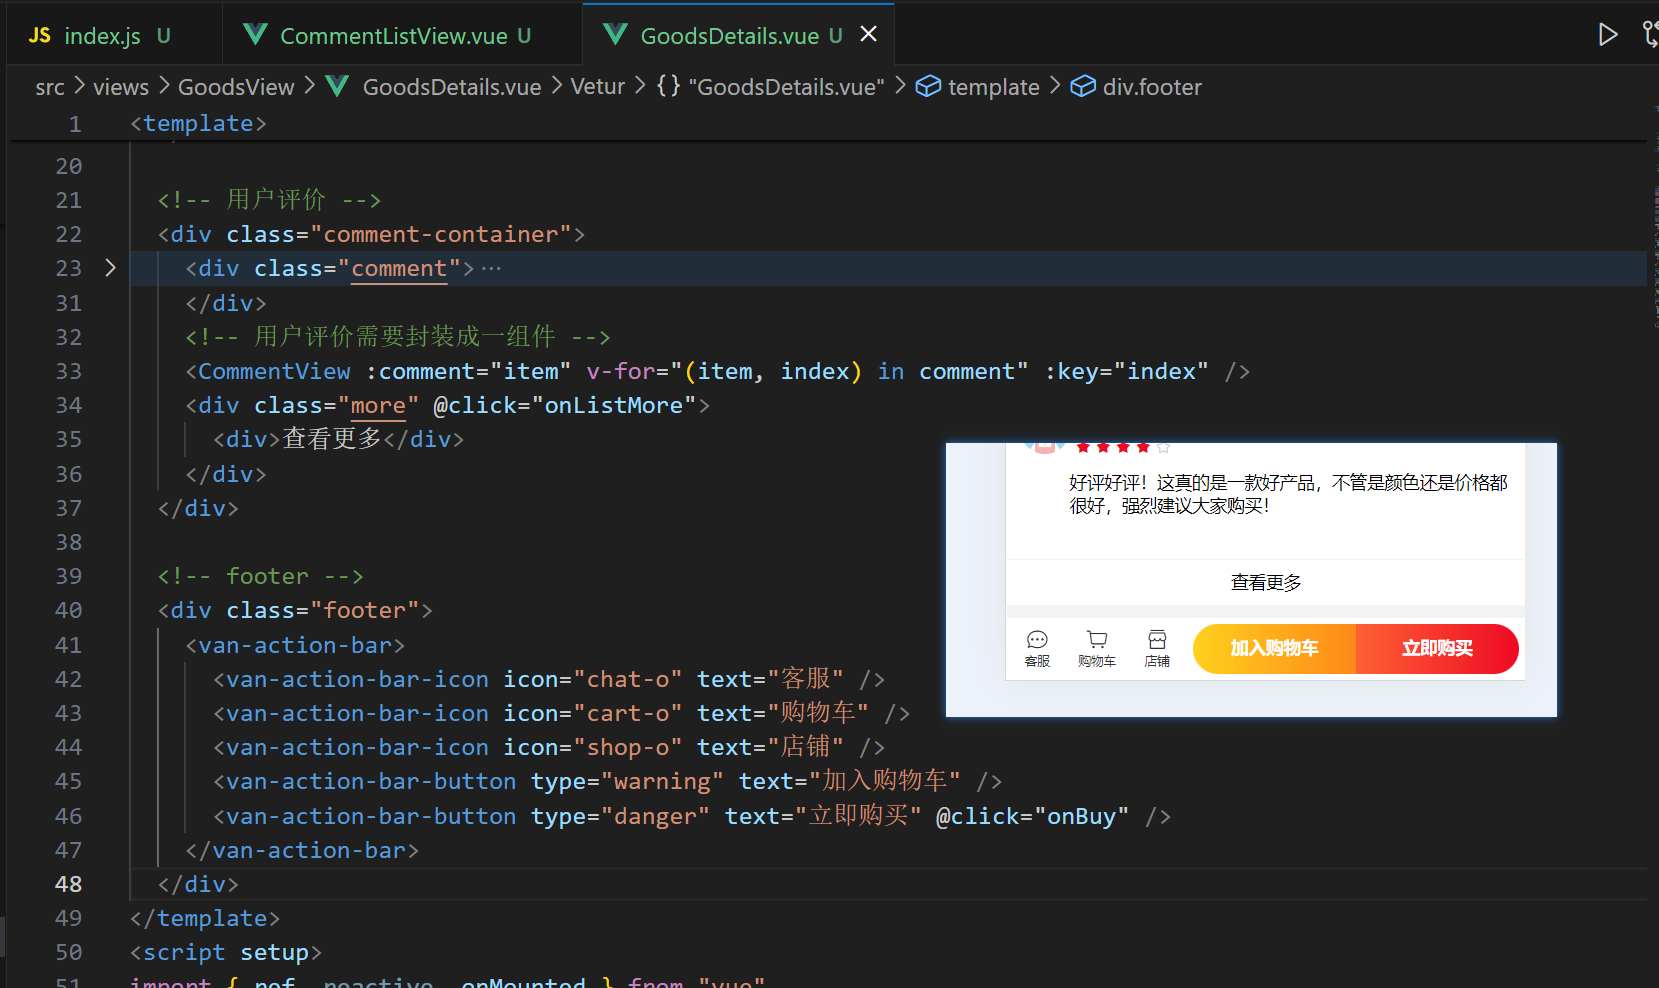 JS index.js U
CommentListView.vue U
GoodsDetails.vue U
src > views > GoodsView > GoodsDetails.vue > Vetur > {} "GoodsDetails.vue" > template > div.footer
1 <template>
20
21 <!-- 用户评价 -->
22 <div class="comment-container">
23 <div class="comment">…
31 </div>
32 <!-- 用户评价需要封装成一组件 -->
33 <CommentView :comment="item" v-for="(item, index) in comment" :key="index" />
34 <div class="more" @click="onListMore">
35 <div>查看更多</div>
36 </div>
37 </div>
38
39 <!-- footer -->
40 <div class="footer">
41 <van-action-bar>
42 <van-action-bar-icon icon="chat-o" text="客服" />
43 <van-action-bar-icon icon="cart-o" text="购物车" />
44 <van-action-bar-icon icon="shop-o" text="店铺" />
45 <van-action-bar-button type="warning" text="加入购物车" />
46 <van-action-bar-button type="danger" text="立即购买" @click="onBuy" />
47 </van-action-bar>
48 </div>
49 </template>
50 <script setup>
51 import { ref, reactive, onMounted } from "vue"
好评好评！这真的是一款好产品，不管是颜色还是价格都
很好，强烈建议大家购买！
查看更多
客服
购物车
店铺
加入购物车
立即购买